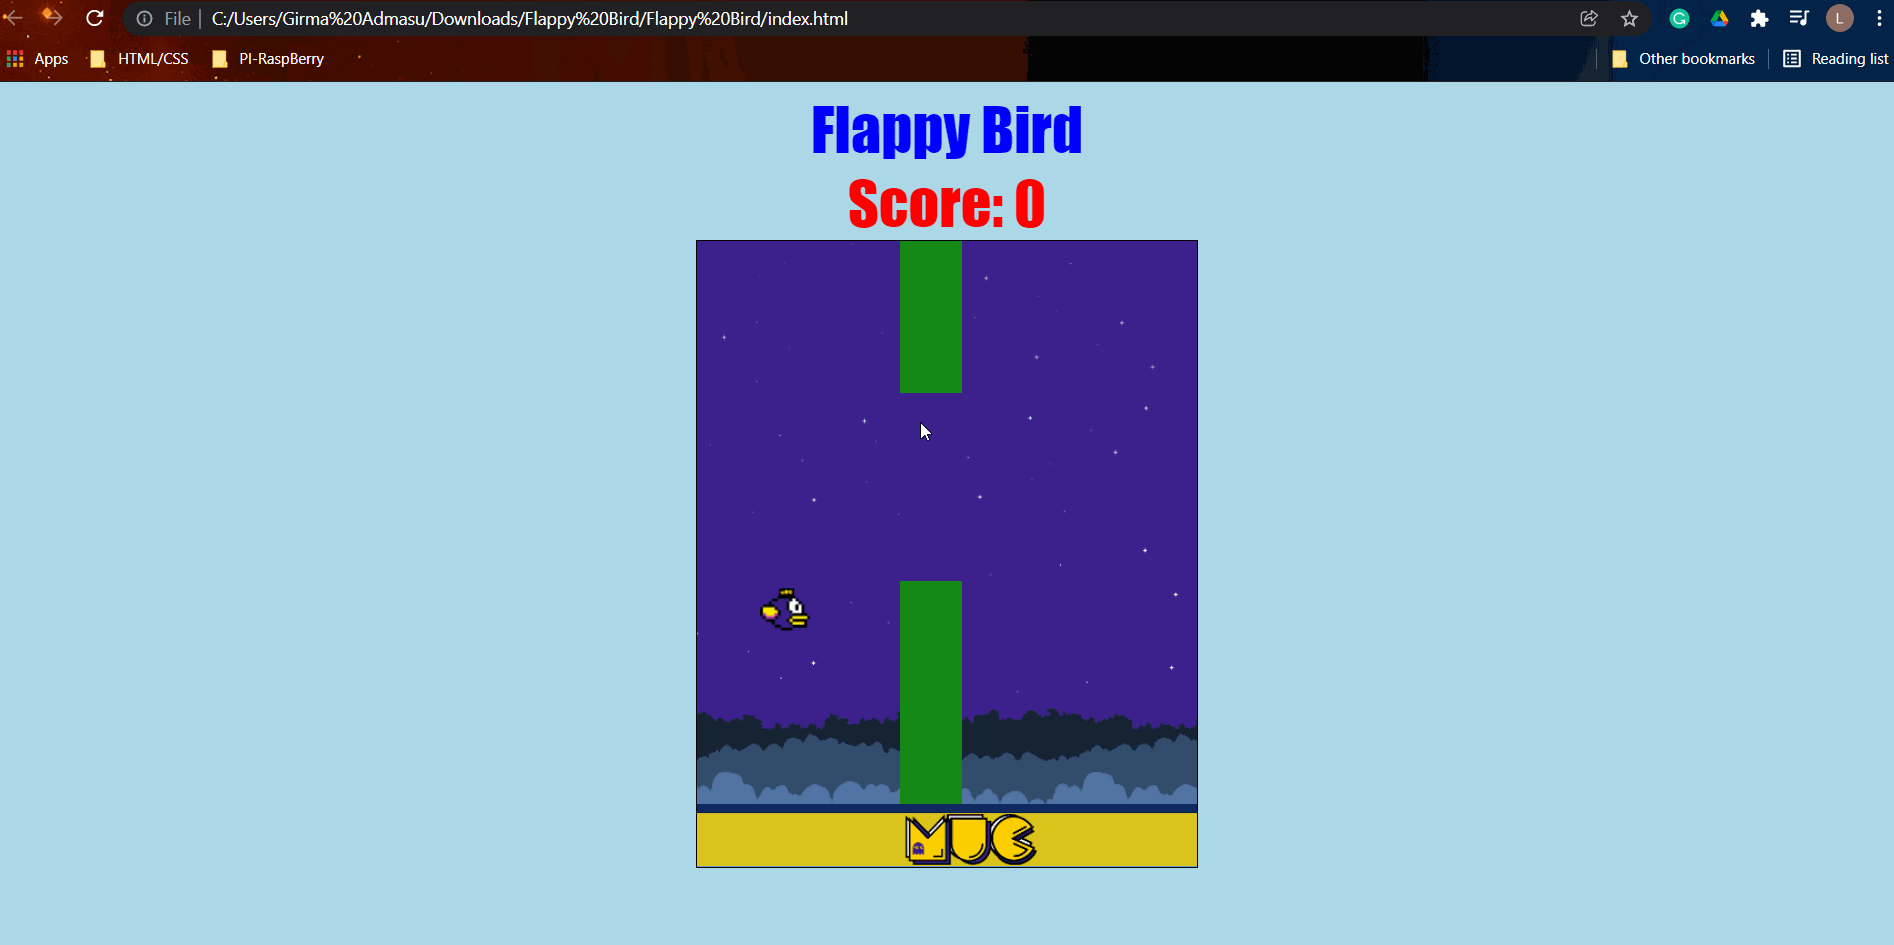 File | C:/Users/Girma%20Admasu/Downloads/Flappy%20Bird/Flappy%20Bird/index.html
L
Apps HTML/CSS PI-RaspBerry Other bookmarks Reading list
Flappy Bird
Score: 0
MUC